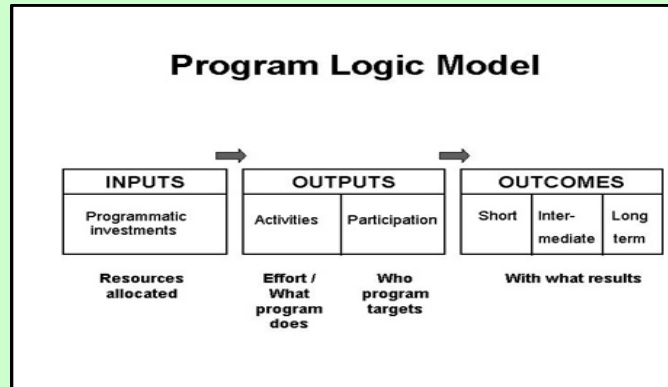 Program Logic Model
INPUTS
Programmatic
investments
Resources
allocated
OUTPUTS
Activities
Participation
Effort /
What
program
does
Who
program
targets
OUTCOMES
Short
Inter-
mediate
Long
term
With what results